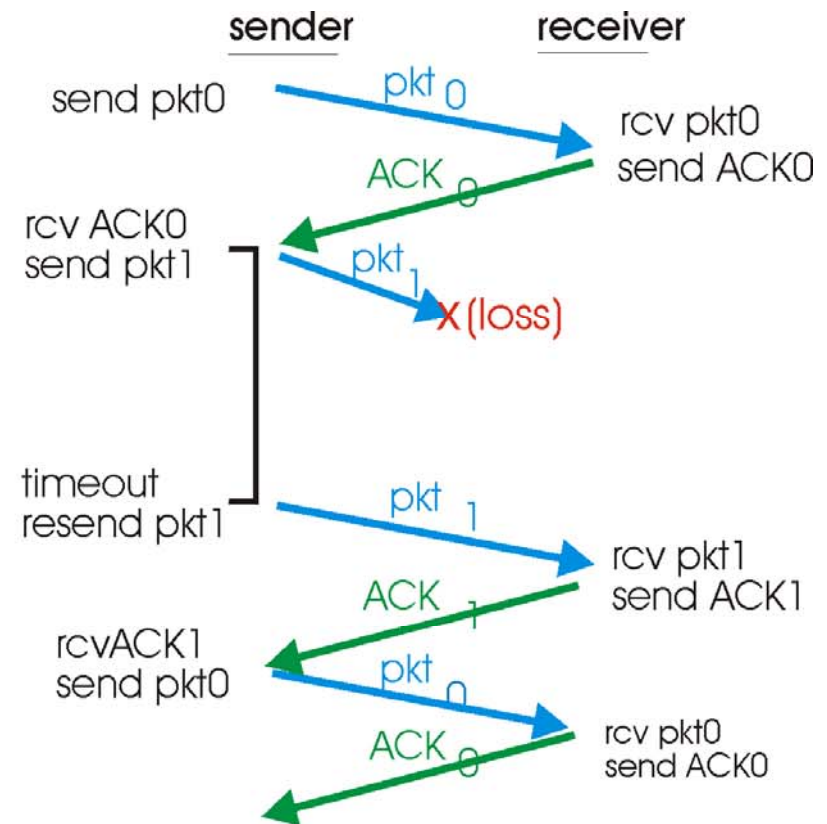 sender receiver
pkt 0
send pkt0
rcv pkt0
send ACK0
ACK 0
rcv ACK0
send pkt1
pkt 1
X (loss)
timeout
resend pkt1
pkt 1
rcv pkt1
send ACK1
ACK 1
rcvACK1
send pkt0
pkt 0
rcv pkt0
send ACK0
ACK 0